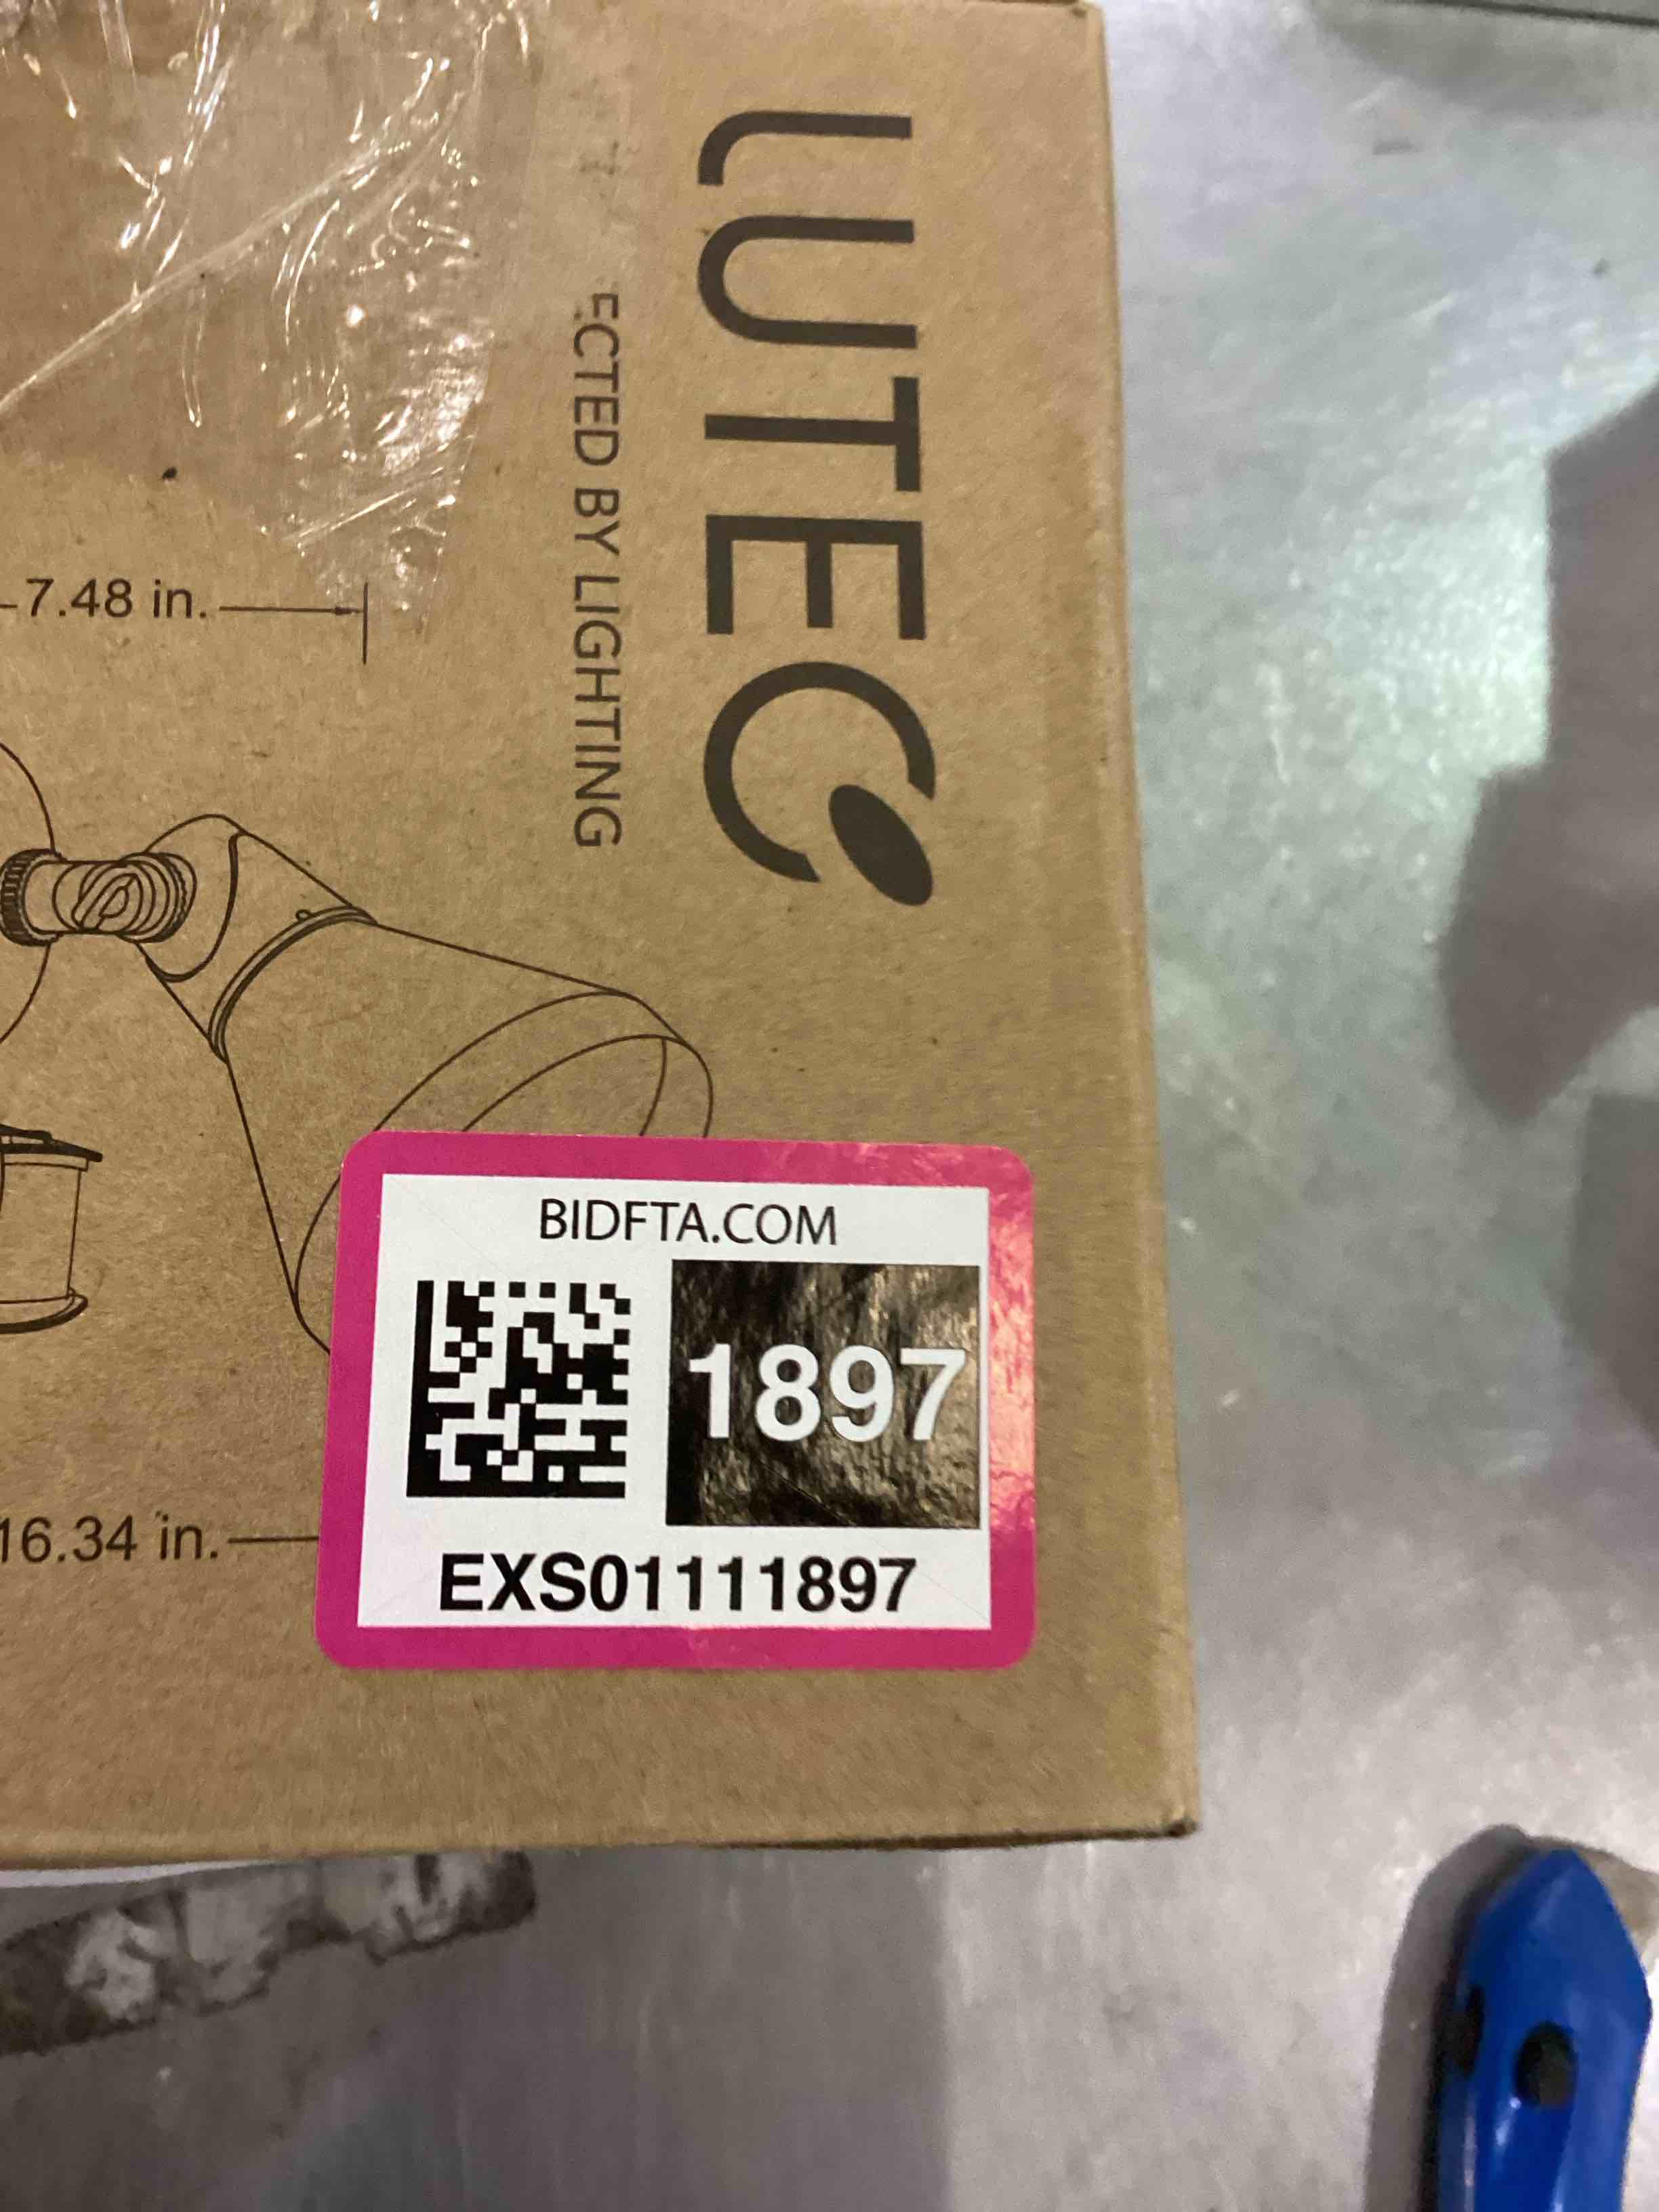 LUTEC
ECTED BY LIGHTING
7.48 in.
16.34 in.
BIDFTA.COM
1897
EXS01111897